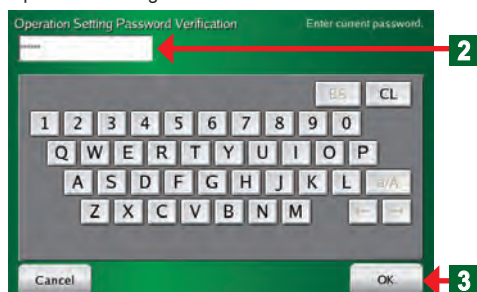 Operation Setting Password Verification Enter current password.
****** 2
BS CL
1 2 3 4 5 6 7 8 9 0
Q W E R T Y U I O P
A S D F G H J K L a/A
Z X C V B N M ← →
Cancel OK 3